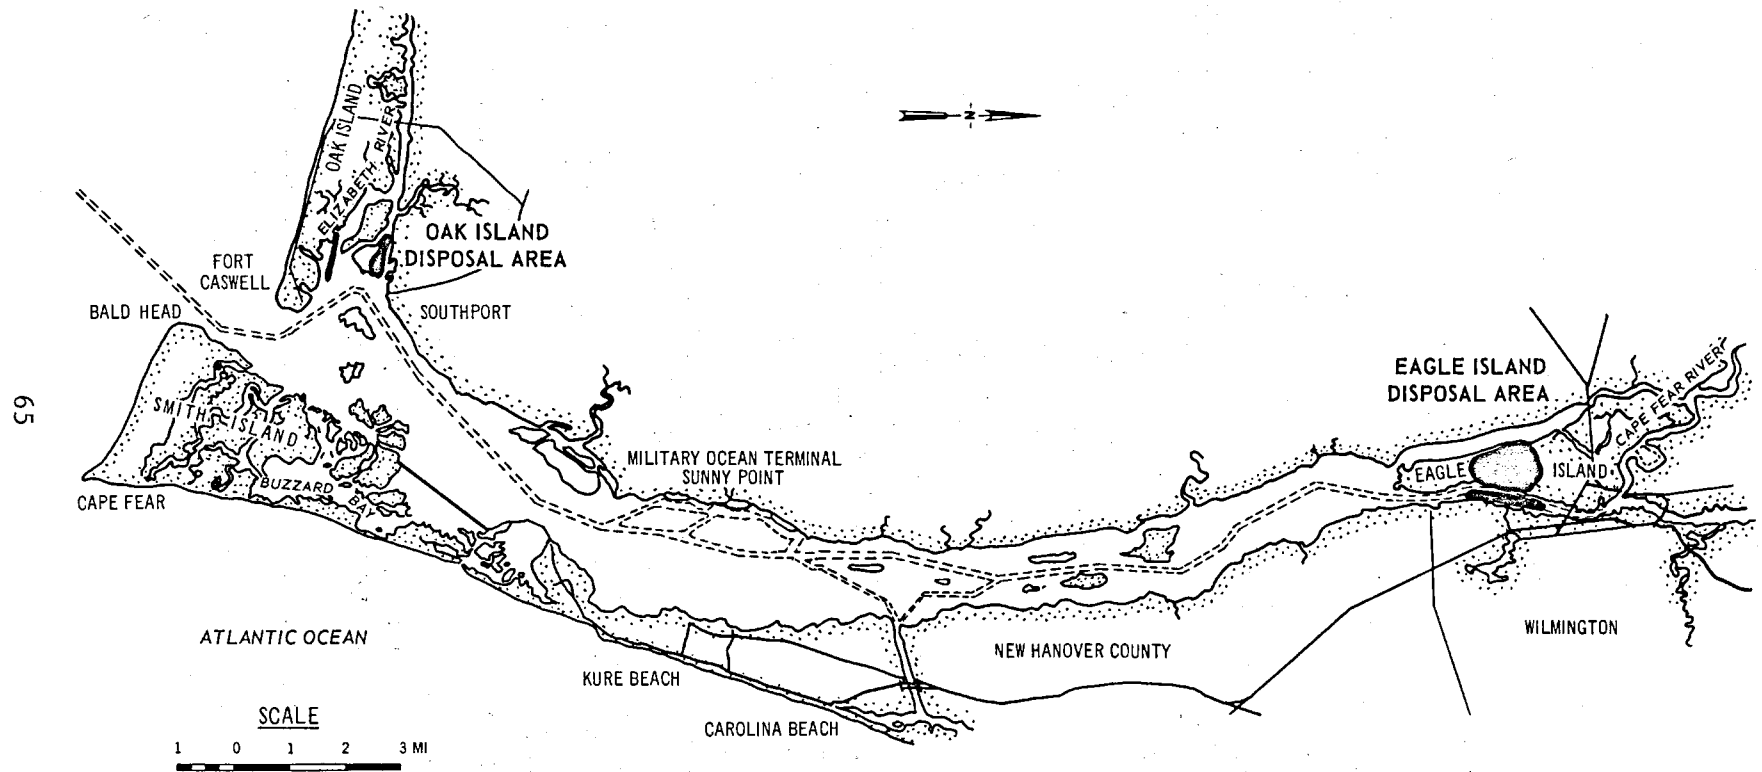 OAK ISLAND
ELIZABETH RIVER
N
OAK ISLAND
DISPOSAL AREA
FORT
CASWELL
BALD HEAD
SOUTHPORT
EAGLE ISLAND
DISPOSAL AREA
CAPE FEAR RIVER
65
SMITH ISLAND
MILITARY OCEAN TERMINAL
SUNNY POINT
EAGLE ISLAND
BUZZARD BAY
CAPE FEAR
ATLANTIC OCEAN
WILMINGTON
NEW HANOVER COUNTY
KURE BEACH
CAROLINA BEACH
SCALE
1 0 1 2 3 MI